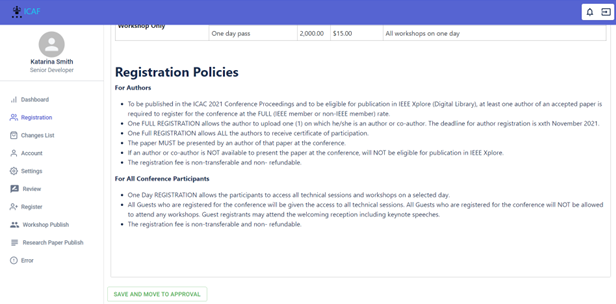 ICAF
Katarina Smith
Senior Developer
Dashboard
Registration
Changes List
Account
Settings
Review
Register
Workshop Publish
Research Paper Publish
Error
Workshop Only
One day pass 2,000.00 $15.00 All workshops on one day
Registration Policies
For Authors
To be published in the ICAC 2021 Conference Proceedings and to be eligible for publication in IEEE Xplore (Digital Library), at least one author of an accepted paper is
required to register for the conference at the FULL (IEEE member or non-IEEE member) rate.
One FULL REGISTRATION allows the author to upload one (1) on which he/she is an author or co-author. The deadline for author registration is xxth November 2021.
One Full REGISTRATION allows ALL the authors to receive certificate of participation.
The paper MUST be presented by an author of that paper at the conference.
If an author or co-author is NOT available to present the paper at conference, will NOT be eligible for publication in IEEE Xplore.
The registration fee is non-transferable and non- refundable.
For All Conference Participants
One Day REGISTRATION allows the participants to access all technical sessions and workshops on a selected day.
All Guests who are registered for the conference will be given the access to all technical sessions. All Guests who are registered for the conference will NOT be allowed
to attend any workshops. Guest registrants may attend the welcoming reception including keynote speeches.
The registration fee is non-transferable and non- refundable.
SAVE AND MOVE TO APPROVAL